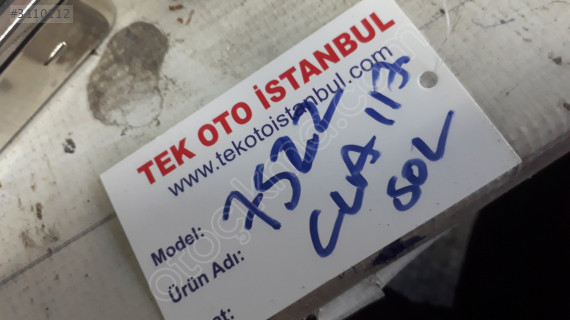 #3110112
TEK OTO İSTANBUL
www.tekotoistanbul.com
Model: 7522
Ürün Adı: CLA 117
SOL